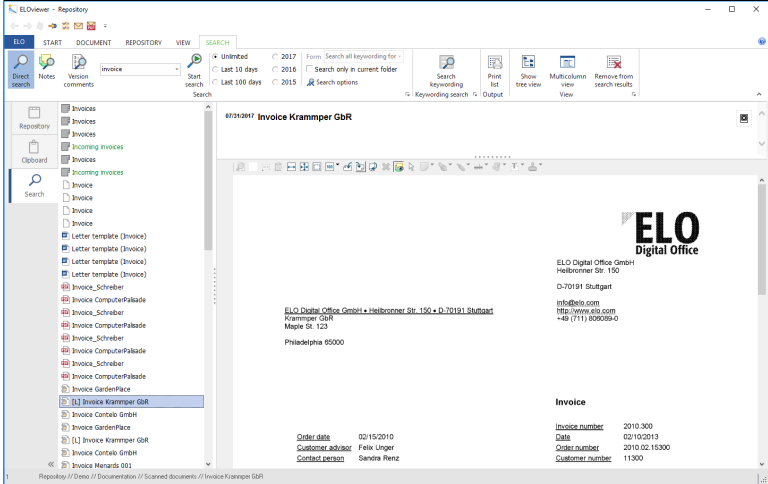 ELOviewer - Repository
ELO START DOCUMENT REPOSITORY VIEW SEARCH
Direct search
Notes
Version comments
invoice
Start search
Unlimited
Last 10 days
Last 100 days
2017
2016
2015
Form Search all keywording for
Search only in current folder
Search options
Search
Search keywording
Keywording search
Print list
Output
Show tree view
Multicolumn view
Remove from search results
View
Repository
Clipboard
Search
Invoices
Invoices
Invoices
Incoming invoices
Invoices
Incoming invoices
Invoice
Invoice
Invoice
Invoice
Letter template (Invoice)
Letter template (Invoice)
Letter template (Invoice)
Letter template (Invoice)
Invoice_Schreiber
Invoice ComputerPalisade
Invoice_Schreiber
Invoice ComputerPalisade
Invoice_Schreiber
Invoice ComputerPalisade
Invoice_Schreiber
Invoice ComputerPalisade
Invoice GardenPlace
[L] Invoice Krammper GbR
Invoice Contelo GmbH
Invoice GardenPlace
[L] Invoice Krammper GbR
Invoice Contelo GmbH
Invoice Menards 001
07/31/2017 Invoice Krammper GbR
ELO
Digital Office
ELO Digital Office GmbH
Heilbronner Str. 150
D-70191 Stuttgart
info@elo.com
http://www.elo.com
+49 (711) 806089-0
ELO Digital Office GmbH • Heilbronner Str. 150 • D-70191 Stuttgart
Krammper GbR
Maple St. 123
Philadelphia 65000
Invoice
Invoice number 2010.300
Order date 02/15/2010 Date 02/10/2013
Customer advisor Felix Unger Order number 2010.02.15300
Contact person Sandra Renz Customer number 11300
1 Repository // Demo // Documentation // Scanned documents // Invoice Krammper GbR